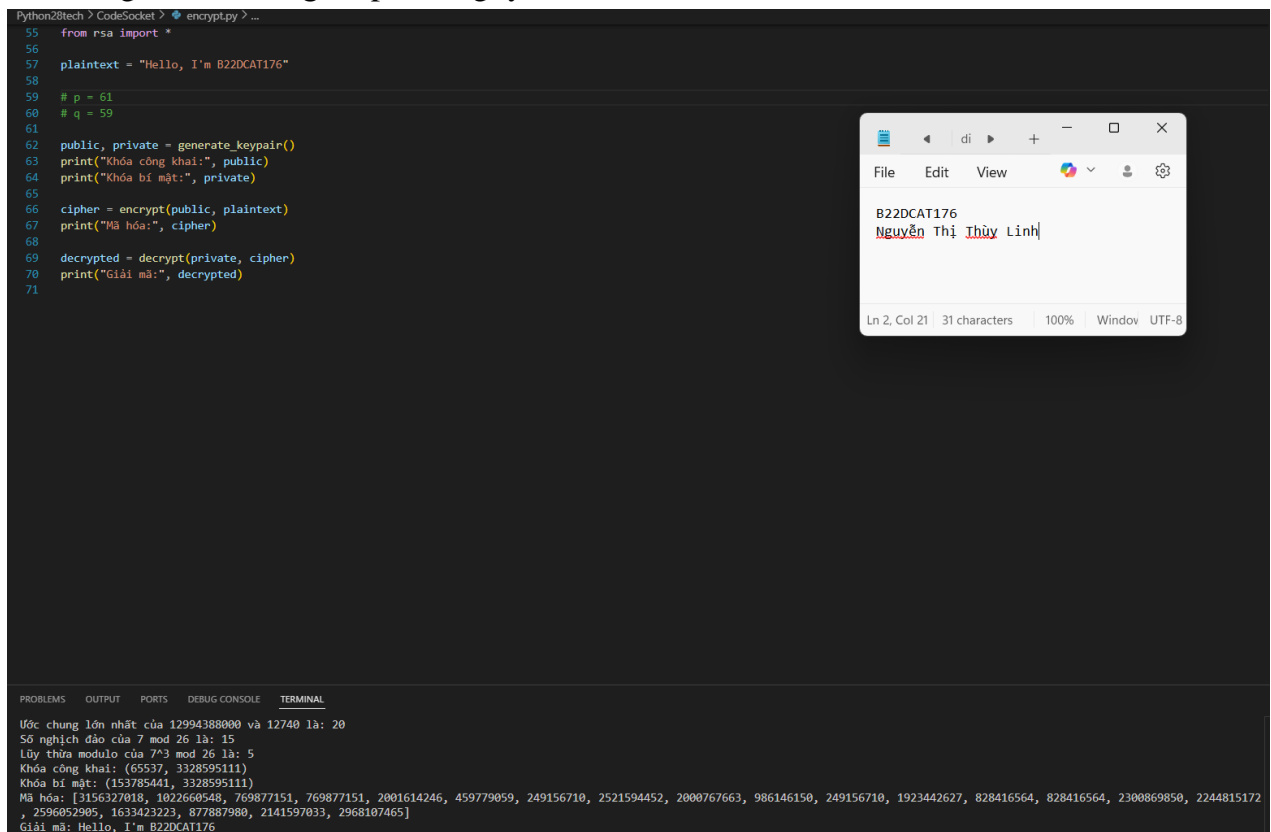 Python28tech > CodeSocket > encrypt.py > ...
55 from rsa import *
56
57 plaintext = "Hello, I'm B22DCAT176"
58
59 # p = 61
60 # q = 59
61
62 public, private = generate_keypair()
63 print("Khóa công khai:", public)
64 print("Khóa bí mật:", private)
65
66 cipher = encrypt(public, plaintext)
67 print("Mã hóa:", cipher)
68
69 decrypted = decrypt(private, cipher)
70 print("Giải mã:", decrypted)
71
di
File Edit View
B22DCAT176
Nguyễn Thị Thùy Linh
Ln 2, Col 21 31 characters 100% Window UTF-8
PROBLEMS OUTPUT PORTS DEBUG CONSOLE TERMINAL
Ước chung lớn nhất của 12994388000 và 12740 là: 20
Số nghịch đảo của 7 mod 26 là: 15
Lũy thừa modulo của 7^3 mod 26 là: 5
Khóa công khai: (65537, 3328595111)
Khóa bí mật: (153785441, 3328595111)
Mã hóa: [3156327018, 1022660548, 769877151, 769877151, 2001614246, 459779059, 249156710, 2521594452, 2000767663, 986146150, 249156710, 1923442627, 828416564, 828416564, 2300869850, 2244815172
, 2596052905, 1633423223, 877887980, 2141597033, 2968107465]
Giải mã: Hello, I'm B22DCAT176